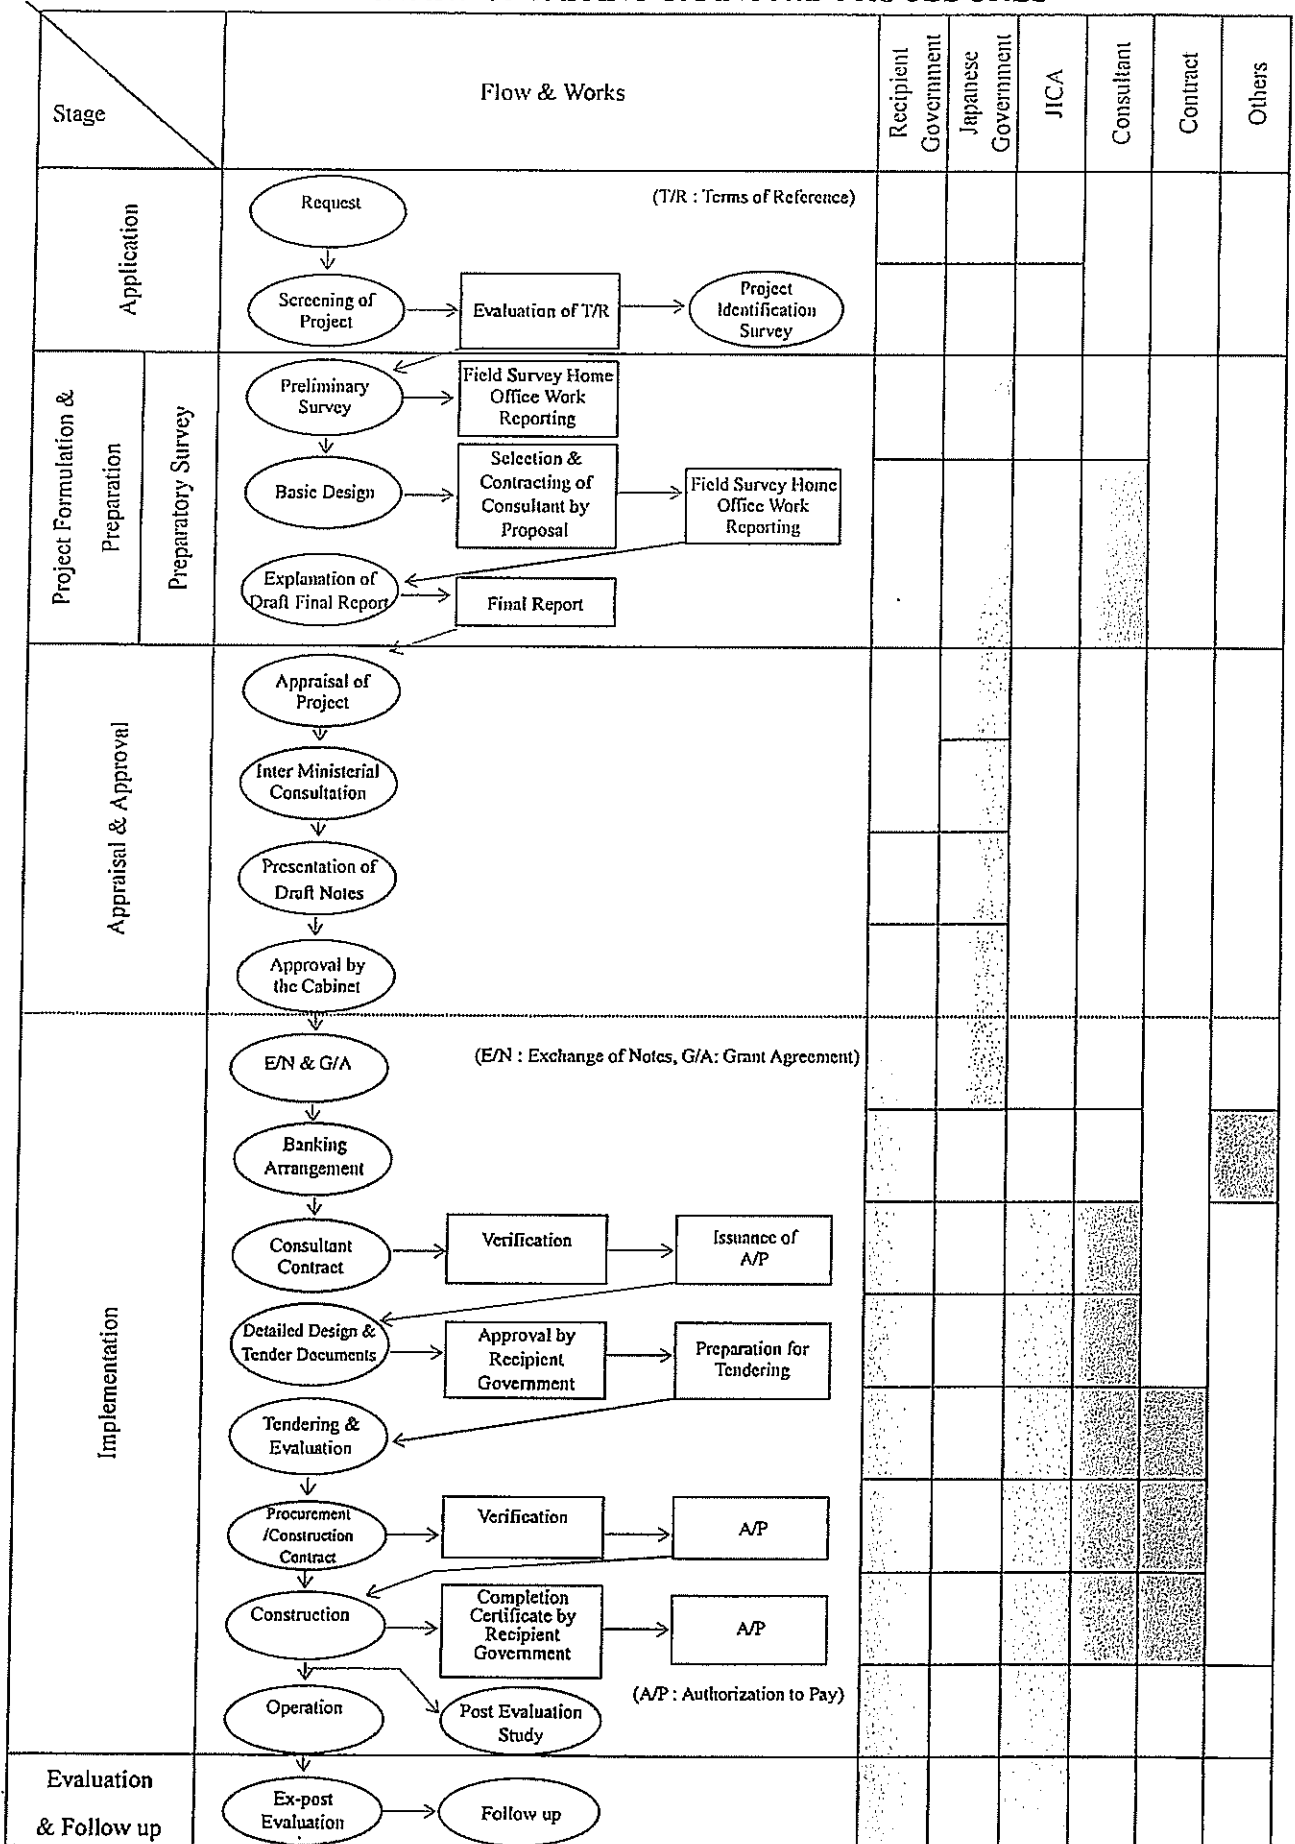 Stage
Flow & Works
Recipient
Government
Japanese
Government
JICA
Consultant
Contract
Others
Application
Request
(T/R : Terms of Reference)
Screening of
Project
Evaluation of T/R
Project
Identification
Survey
Project Formulation &
Preparation
Preparatory Survey
Preliminary
Survey
Field Survey Home
Office Work
Reporting
Basic Design
Selection &
Contracting of
Consultant by
Proposal
Field Survey Home
Office Work
Reporting
Explanation of
Draft Final Report
Final Report
Appraisal & Approval
Appraisal of
Project
Inter Ministerial
Consultation
Presentation of
Draft Notes
Approval by
the Cabinet
Implementation
E/N & G/A
(E/N : Exchange of Notes, G/A: Grant Agreement)
Banking
Arrangement
Consultant
Contract
Verification
Issuance of
A/P
Detailed Design &
Tender Documents
Approval by
Recipient
Government
Preparation for
Tendering
Tendering &
Evaluation
Procurement
/Construction
Contract
Verification
A/P
Construction
Completion
Certificate by
Recipient
Government
A/P
(A/P : Authorization to Pay)
Operation
Post Evaluation
Study
Evaluation
& Follow up
Ex-post
Evaluation
Follow up